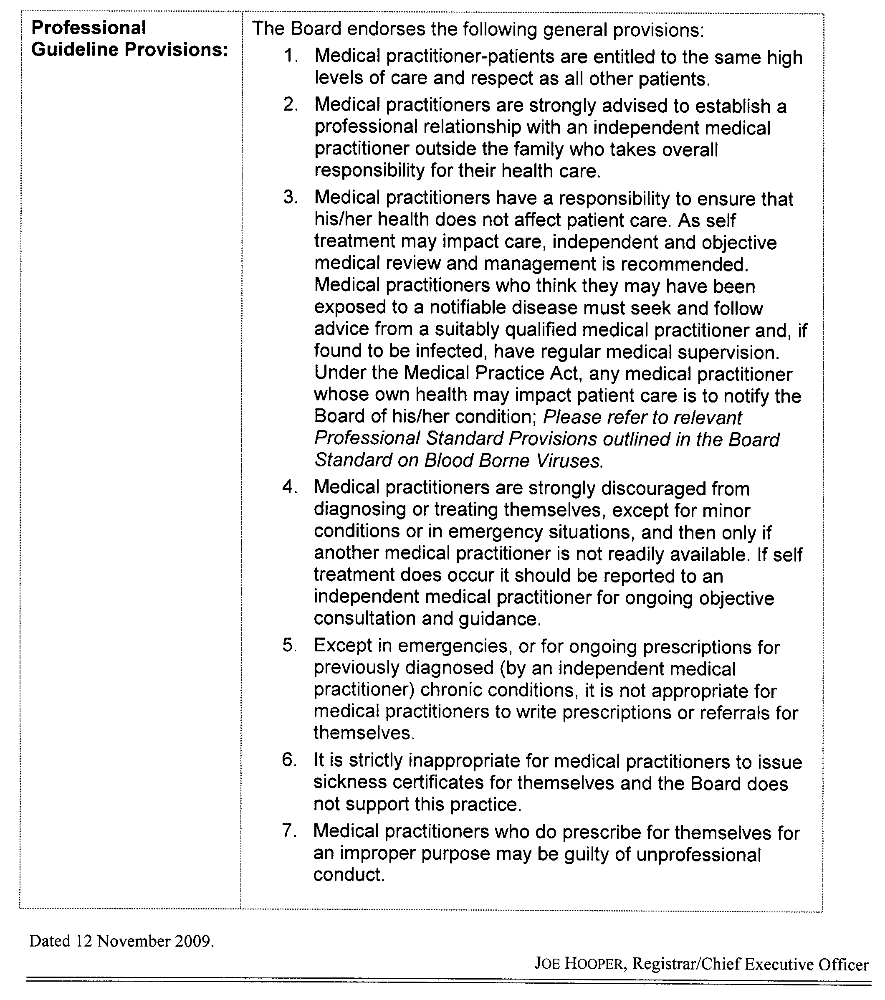 Professional
Guideline Provisions:
The Board endorses the following general provisions:
1. Medical practitioner-patients are entitled to the same high
levels of care and respect as all other patients.
2. Medical practitioners are strongly advised to establish a
professional relationship with an independent medical
practitioner outside the family who takes overall
responsibility for their health care.
3. Medical practitioners have a responsibility to ensure that
his/her health does not affect patient care. As self
treatment may impact care, independent and objective
medical review and management is recommended.
Medical practitioners who think they may have been
exposed to a notifiable disease must seek and follow
advice from a suitably qualified medical practitioner and, if
found to be infected, have regular medical supervision.
Under the Medical Practice Act, any medical practitioner
whose own health may impact patient care is to notify the
Board of his/her condition; Please refer to relevant
Professional Standard Provisions outlined in the Board
Standard on Blood Borne Viruses.
4. Medical practitioners are strongly discouraged from
diagnosing or treating themselves, except for minor
conditions or in emergency situations, and then only if
another medical practitioner is not readily available. If self
treatment does occur it should be reported to an
independent medical practitioner for ongoing objective
consultation and guidance.
5. Except in emergencies, or for ongoing prescriptions for
previously diagnosed (by an independent medical
practitioner) chronic conditions, it is not appropriate for
medical practitioners to write prescriptions or referrals for
themselves.
6. It is strictly inappropriate for medical practitioners to issue
sickness certificates for themselves and the Board does
not support this practice.
7. Medical practitioners who do prescribe for themselves for
an improper purpose may be guilty of unprofessional
conduct.
Dated 12 November 2009.
JOE HOOPER, Registrar/Chief Executive Officer